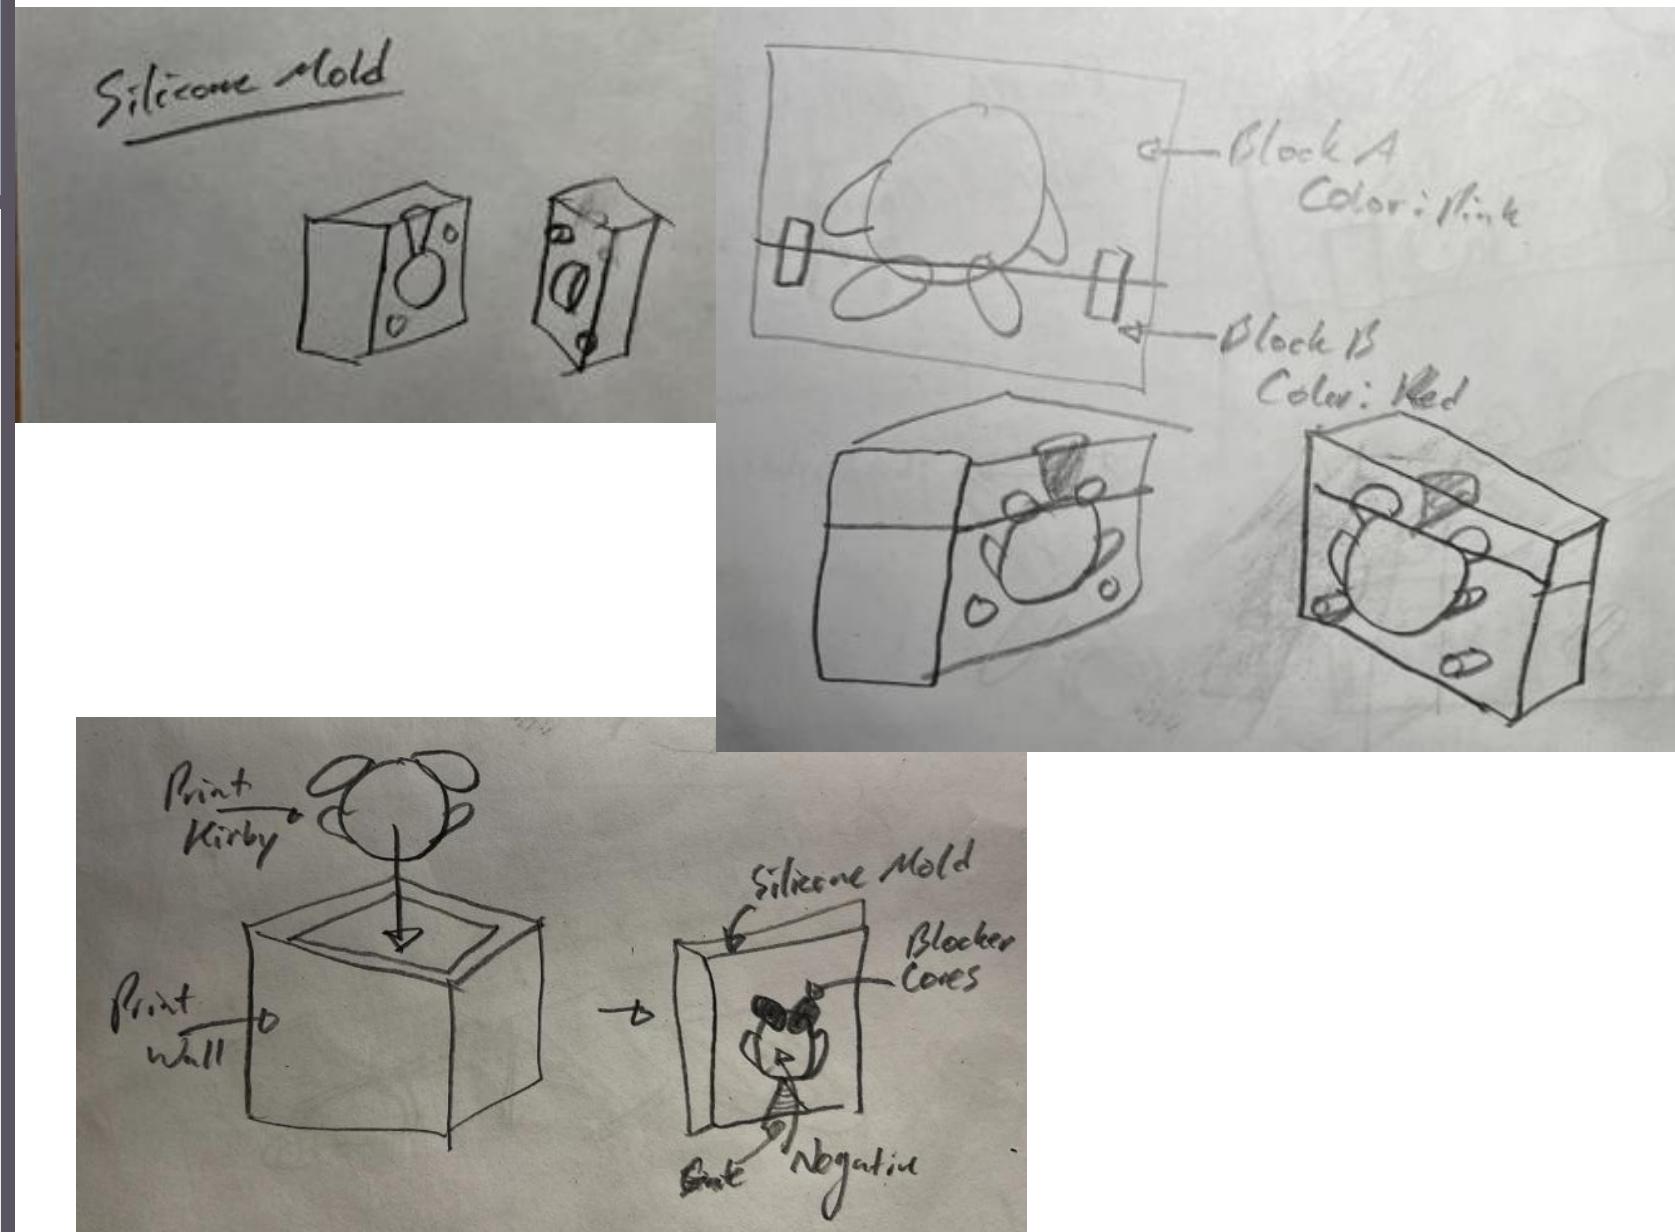 Silicone Mold
Block A
Color: Pink
Block B
Color: Red
Print
Kirby
Print
Wall
Silicone Mold
Blocker
Cores
Gate
Negative